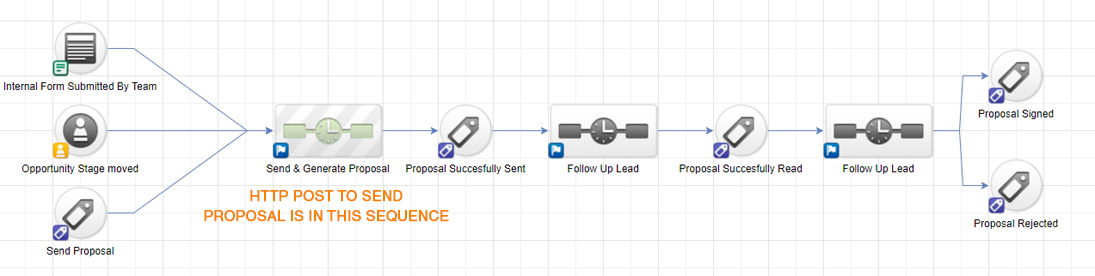 Internal Form Submitted By Team
Opportunity Stage moved
Send Proposal
Send & Generate Proposal
HTTP POST TO SEND
PROPOSAL IS IN THIS SEQUENCE
Proposal Succesfully Sent
Follow Up Lead
Proposal Succesfully Read
Follow Up Lead
Proposal Signed
Proposal Rejected